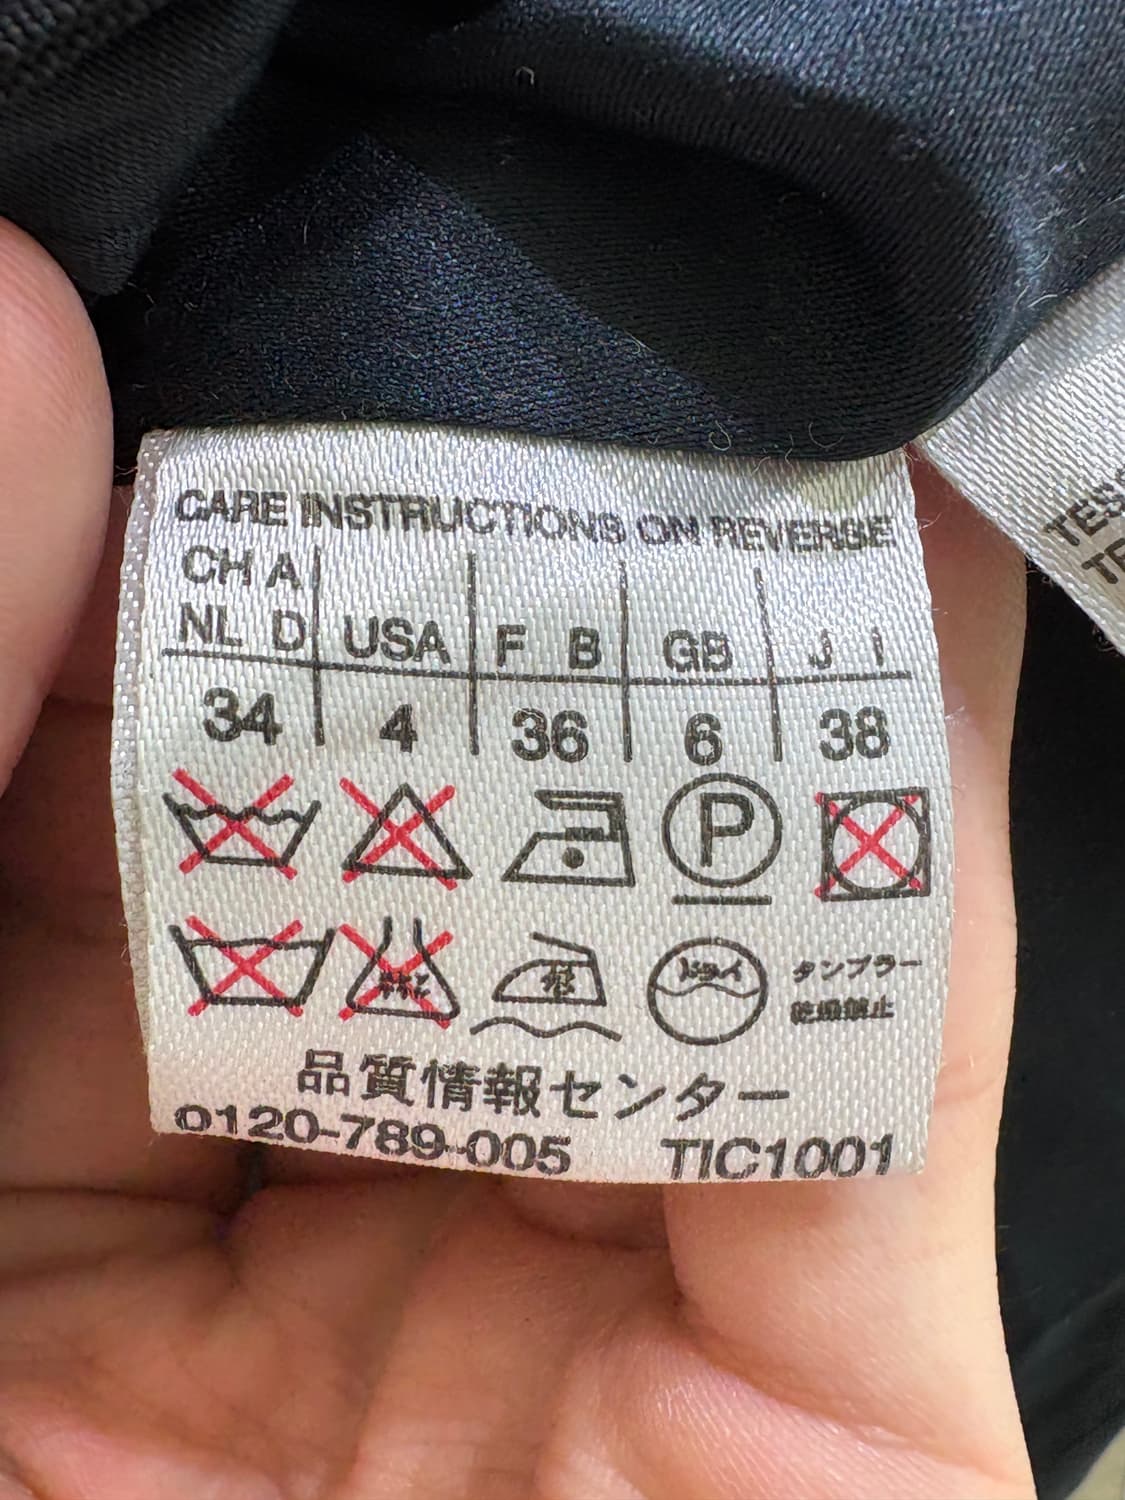 CARE INSTRUCTIONS ON REVERSE
CH A
NL D USA F B GB J I
34 4 36 6 38
P
ドライ タンブラー
乾燥禁止
品質情報センター
0120-789-005 TIC1001
TES